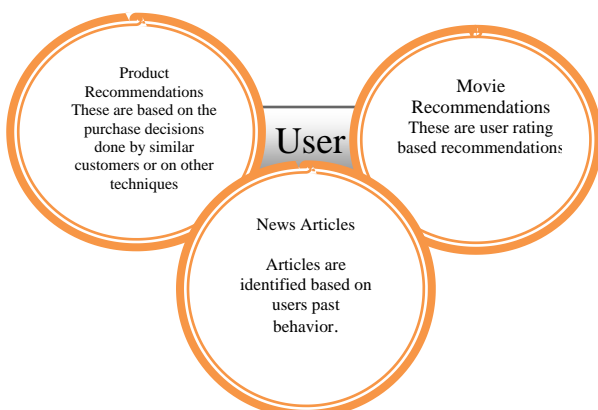 Product
Recommendations
These are based on the
purchase decisions
done by similar
customers or on other
techniques
User
Movie
Recommendations
These are user rating
based recommendations
News Articles
Articles are
identified based on
users past
behavior.